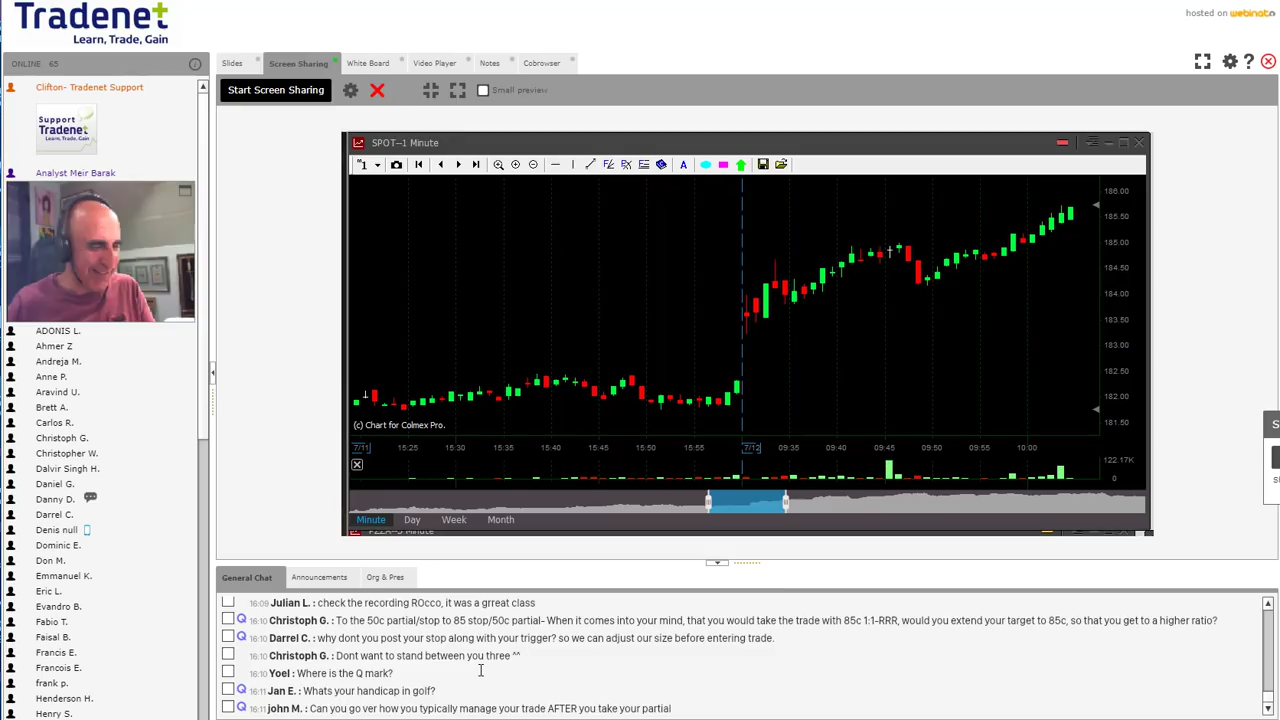 Tradenet
Learn, Trade, Gain
hosted on webinato
ONLINE 65
Slides
Screen Sharing
White Board
Video Player
Notes
Cobrowser
Start Screen Sharing
Small preview
Clifton- Tradenet Support
Support
Tradenet
Learn, Trade, Gain
Analyst Meir Barak
ADONIS L.
Ahmer Z
Andreja M.
Anne P.
Aravind U.
Brett A.
Carlos R.
Christoph G.
Christopher W.
Dalvir Singh H.
Daniel G.
Danny D.
Darrel C.
Denis null
Dominic E.
Don M.
Emmanuel K.
Eric L.
Evandro B.
Fabio T.
Faisal B.
Francis E.
Francois E.
frank p.
Henderson H.
Henry S.
SPOT--1 Minute
"1
A
186.00
185.50
185.00
184.50
184.00
183.50
183.00
182.50
182.00
181.50
(c) Chart for Colmex Pro.
7/11 15:25 15:30 15:35 15:40 15:45 15:50 15:55 7/12 09:35 09:40 09:45 09:50 09:55 10:00
122.17K
0
Minute Day Week Month
General Chat
Announcements
Org & Pres
16:09 Julian L. : check the recording ROcco, it was a grreat class
16:10 Christoph G. : To the 50c partial/stop to 85 stop/50c partial- When it comes into your mind, that you would take the trade with 85c 1:1-RRR, would you extend your target to 85c, so that you get to a higher ratio?
16:10 Darrel C. : why dont you post your stop along with your trigger? so we can adjust our size before entering trade.
16:10 Christoph G. : Dont want to stand between you three ^^
16:10 Yoel : Where is the Q mark?
16:11 Jan E. : Whats your handicap in golf?
16:11 john M. : Can you go ver how you typically manage your trade AFTER you take your partial